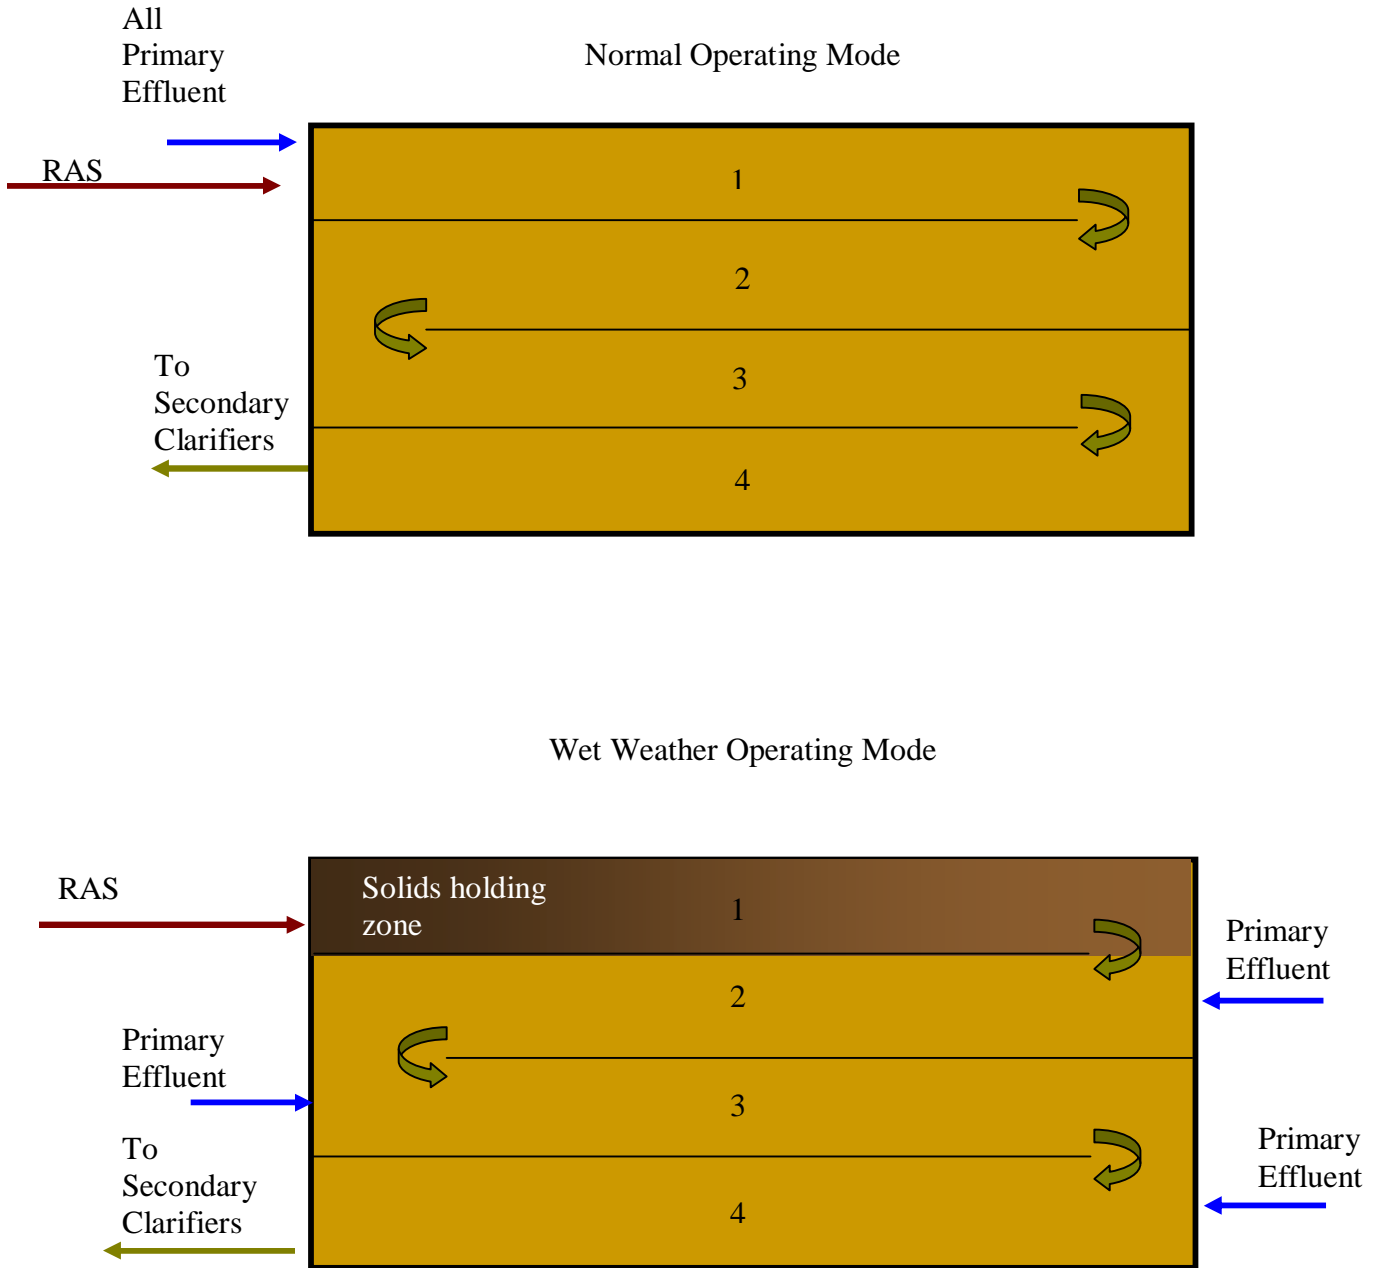 All
Primary
Effluent
Normal Operating Mode
RAS
1
2
3
To
Secondary
Clarifiers
4
Wet Weather Operating Mode
RAS
Solids holding
zone
1
Primary
Effluent
2
Primary
Effluent
3
To
Secondary
Clarifiers
Primary
Effluent
4